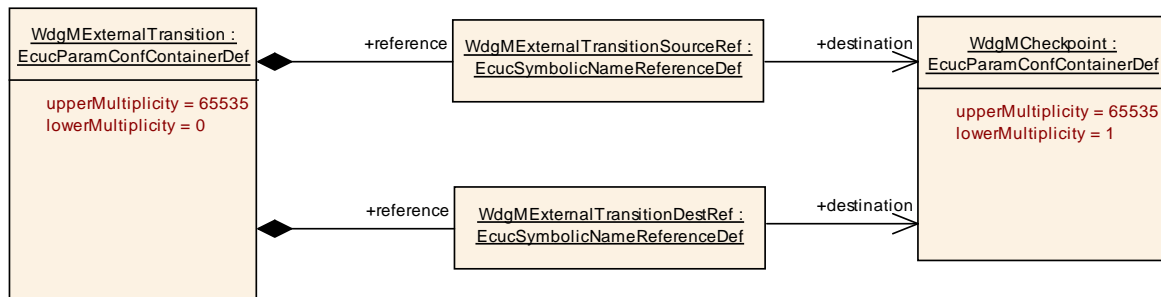 WdgMExternalTransition :
EcucParamConfContainerDef
upperMultiplicity = 65535
lowerMultiplicity = 0
+reference
WdgMExternalTransitionSourceRef :
EcucSymbolicNameReferenceDef
+destination
WdgMCheckpoint :
EcucParamConfContainerDef
upperMultiplicity = 65535
lowerMultiplicity = 1
+reference
WdgMExternalTransitionDestRef :
EcucSymbolicNameReferenceDef
+destination